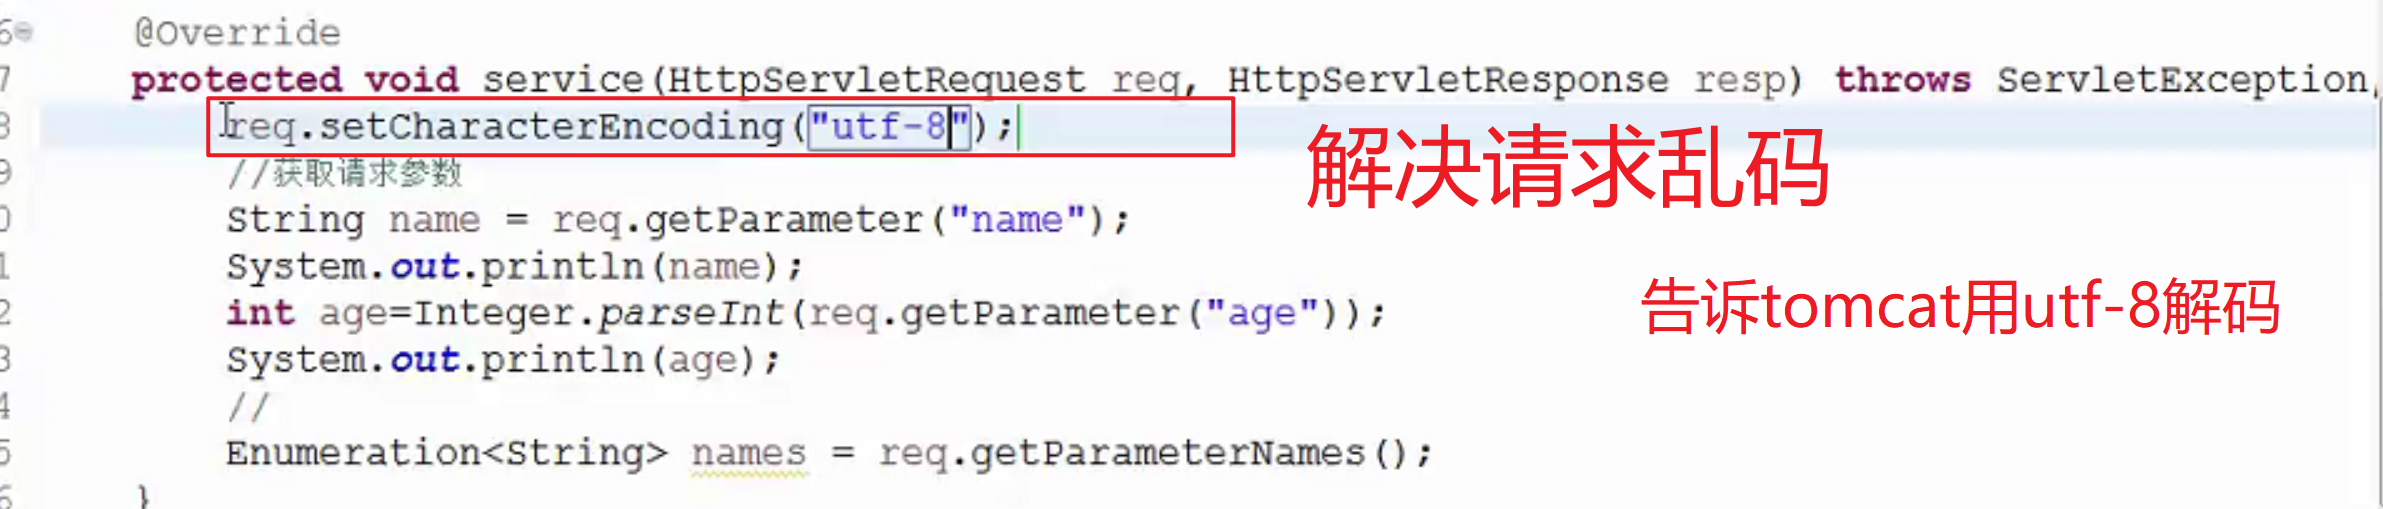 6
@Override
7
protected void service(HttpServletRequest req, HttpServletResponse resp) throws ServletException,
8
req.setCharacterEncoding("utf-8");
解决请求乱码
9
//获取请求参数
0
String name = req.getParameter("name");
1
System.out.println(name);
2
int age=Integer.parseInt(req.getParameter("age"));
告诉tomcat用utf-8解码
3
System.out.println(age);
4
//
5
Enumeration<String> names = req.getParameterNames();
6
}